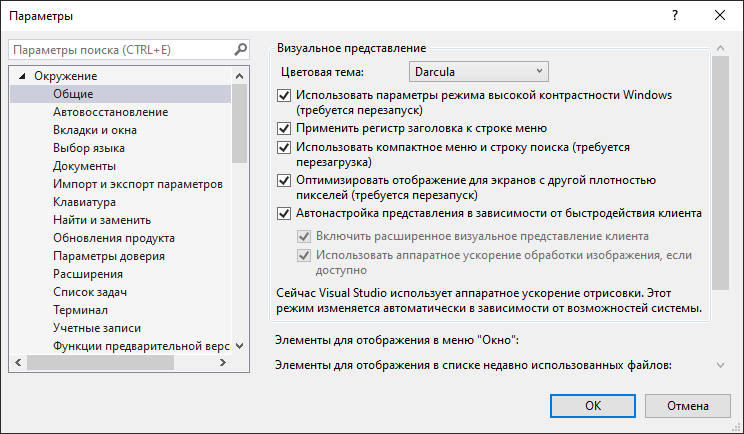 Параметры
Параметры поиска (CTRL+E)
Окружение
Общие
Автовосстановление
Вкладки и окна
Выбор языка
Документы
Импорт и экспорт параметров
Клавиатура
Найти и заменить
Обновления продукта
Параметры доверия
Расширения
Список задач
Терминал
Учетные записи
Функции предварительной верс
Визуальное представление
Цветовая тема: Darcula
Использовать параметры режима высокой контрастности Windows
(требуется перезапуск)
Применить регистр заголовка к строке меню
Использовать компактное меню и строку поиска (требуется
перезагрузка)
Оптимизировать отображение для экранов с другой плотностью
пикселей (требуется перезапуск)
Автонастройка представления в зависимости от быстродействия клиента
Включить расширенное визуальное представление клиента
Использовать аппаратное ускорение обработки изображения, если
доступно
Сейчас Visual Studio использует аппаратное ускорение отрисовки. Этот
режим изменяется автоматически в зависимости от возможностей системы.
Элементы для отображения в меню "Окно":
Элементы для отображения в списке недавно использованных файлов:
OK
Отмена